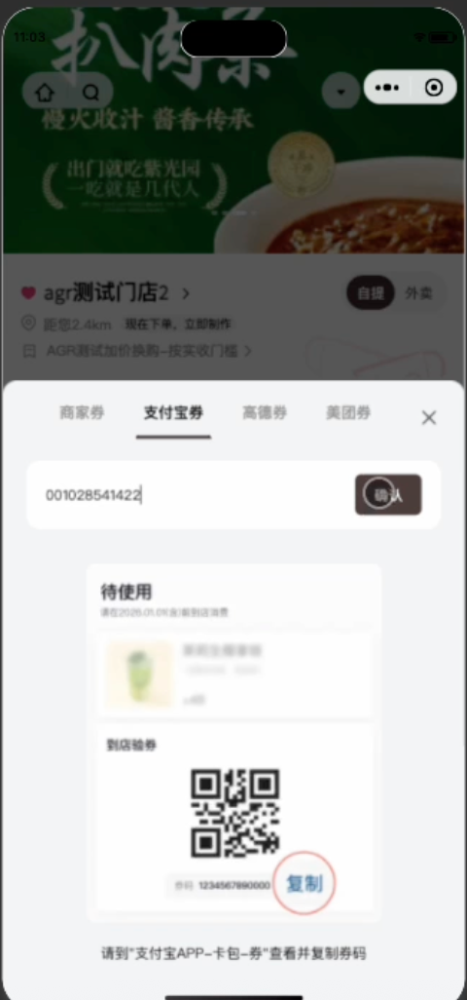 11:03
扒肉条
慢火收汁 酱香传承
出门就吃紫光园
一吃就是几代人
agr测试门店2
自提 外卖
距您2.4km 现在下单，立即制作
AGR测试加价换购-按实收门槛
商家券 支付宝券 高德券 美团券
001028541422
确认
待使用
请在2026.01.01(含)前到店消费
到店验券
券码 1234567890000 复制
请到"支付宝APP-卡包-券"查看并复制券码